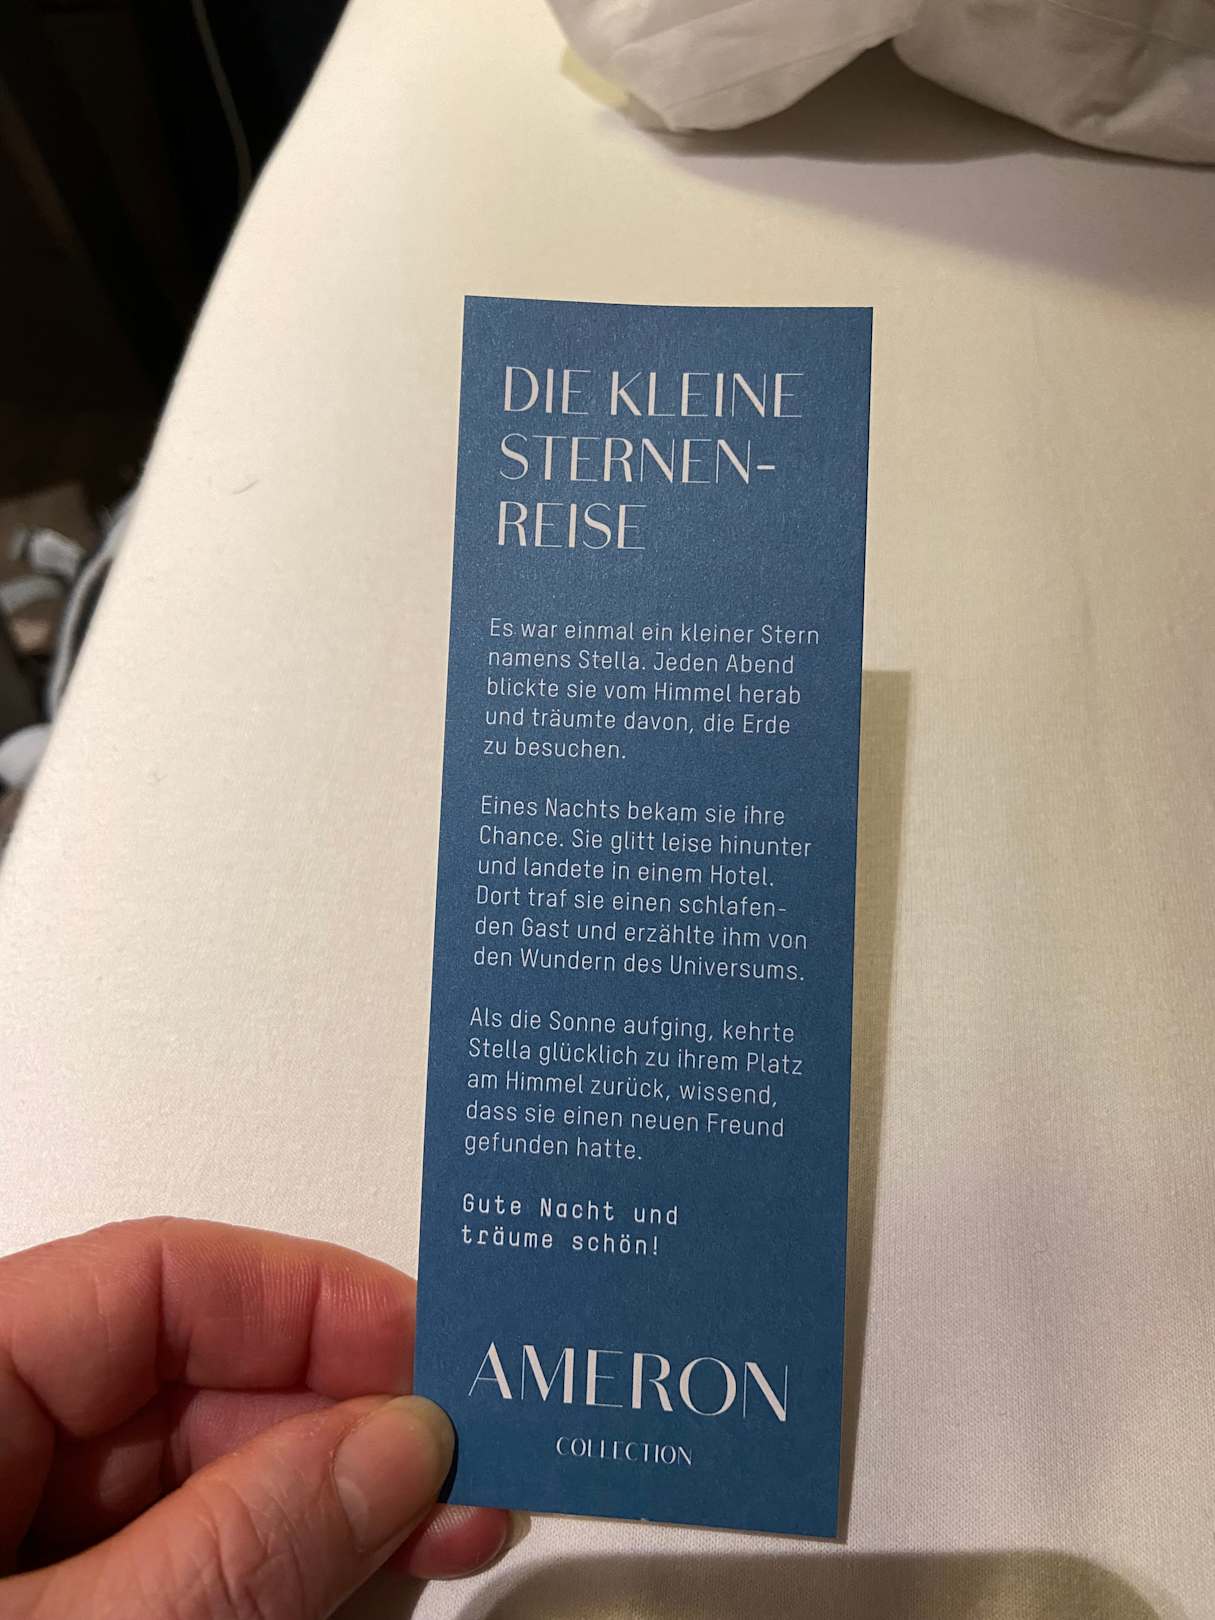 DIE KLEINE
STERNEN-
REISE
Es war einmal ein kleiner Stern
namens Stella. Jeden Abend
blickte sie vom Himmel herab
und träumte davon, die Erde
zu besuchen.
Eines Nachts bekam sie ihre
Chance. Sie glitt leise hinunter
und landete in einem Hotel.
Dort traf sie einen schlafen-
den Gast und erzählte ihm von
den Wundern des Universums.
Als die Sonne aufging, kehrte
Stella glücklich zu ihrem Platz
am Himmel zurück, wissend,
dass sie einen neuen Freund
gefunden hatte.
Gute Nacht und
träume schön!
AMERON
COLLECTION